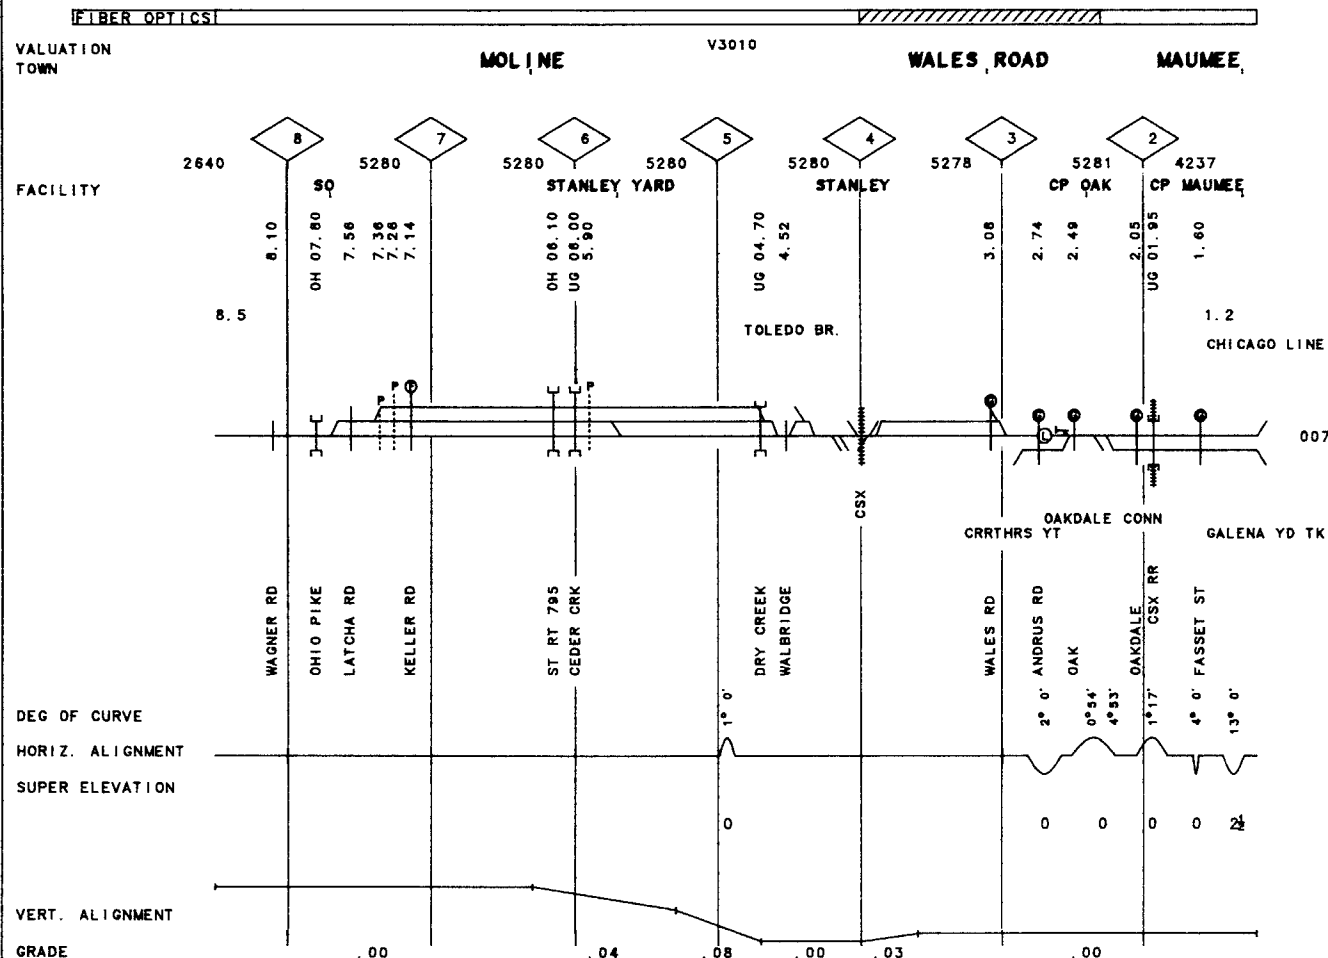 FIBER OPTICS
VALUATION V3010
TOWN MOLINE WALES ROAD MAUMEE
8 7 6 5 4 3 2
2640 5280 5280 5280 5280 5278 5281 4237
FACILITY SO STANLEY YARD STANLEY CP OAK CP MAUMEE
8.10
OH 07.80
7.56
7.36
7.26
7.14
OH 06.10
UG 06.00
5.90
UG 04.70
4.52
3.08
2.74
2.49
2.05
UG 01.95
1.60
8.5 1.2
TOLEDO BR.
CHICAGO LINE
P P F P
G G G L G G
007
CSX
OAKDALE CONN
CRRTHRS YT GALENA YD TK
WAGNER RD
OHIO PIKE
LATCHA RD
KELLER RD
ST RT 795
CEDER CRK
DRY CREEK
WALBRIDGE
WALES RD
ANDRUS RD
OAK
OAKDALE
CSX RR
FASSET ST
DEG OF CURVE 1° 0' 2° 0' 0°54' 4°53' 1°17' 4° 0' 13° 0'
HORIZ. ALIGNMENT
SUPER ELEVATION
0 0 0 0 0 2½
VERT. ALIGNMENT
GRADE .00 .04 .08 .00 .03 .00